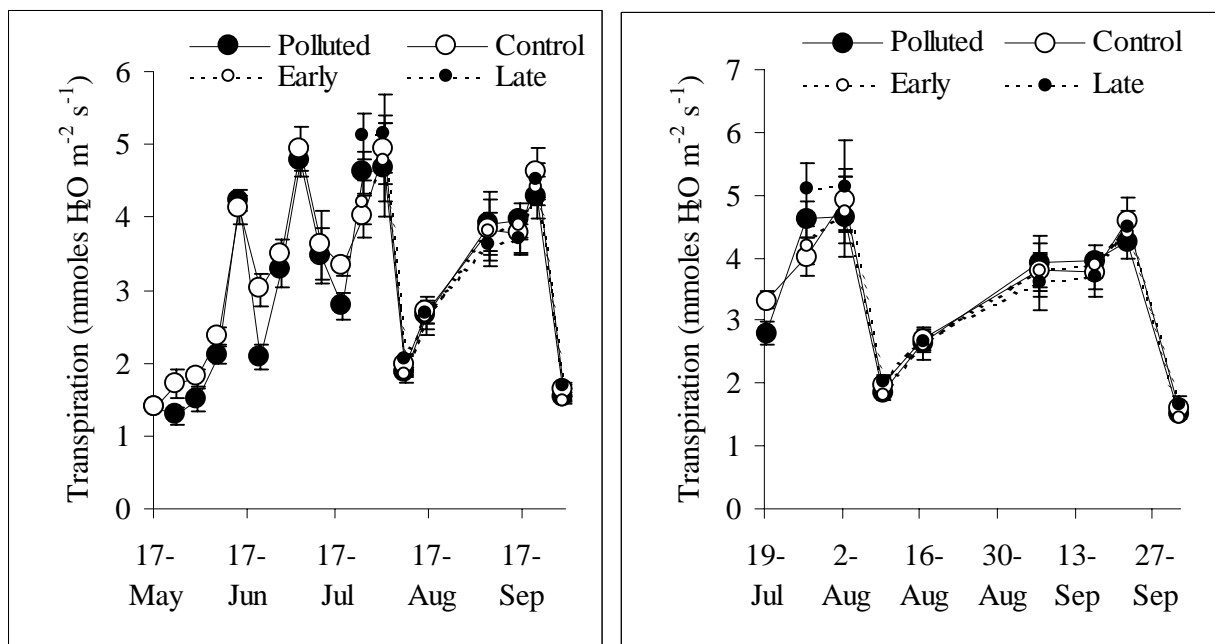 Polluted Control
Early Late
Transpiration (mmoles H₂O m⁻² s⁻¹)
6
5
4
3
2
1
0
17- 17- 17- 17- 17-
May Jun Jul Aug Sep
Polluted Control
Early Late
Transpiration (mmoles H₂O m⁻² s⁻¹)
7
6
5
4
3
2
1
0
19- 2- 16- 30- 13- 27-
Jul Aug Aug Aug Sep Sep